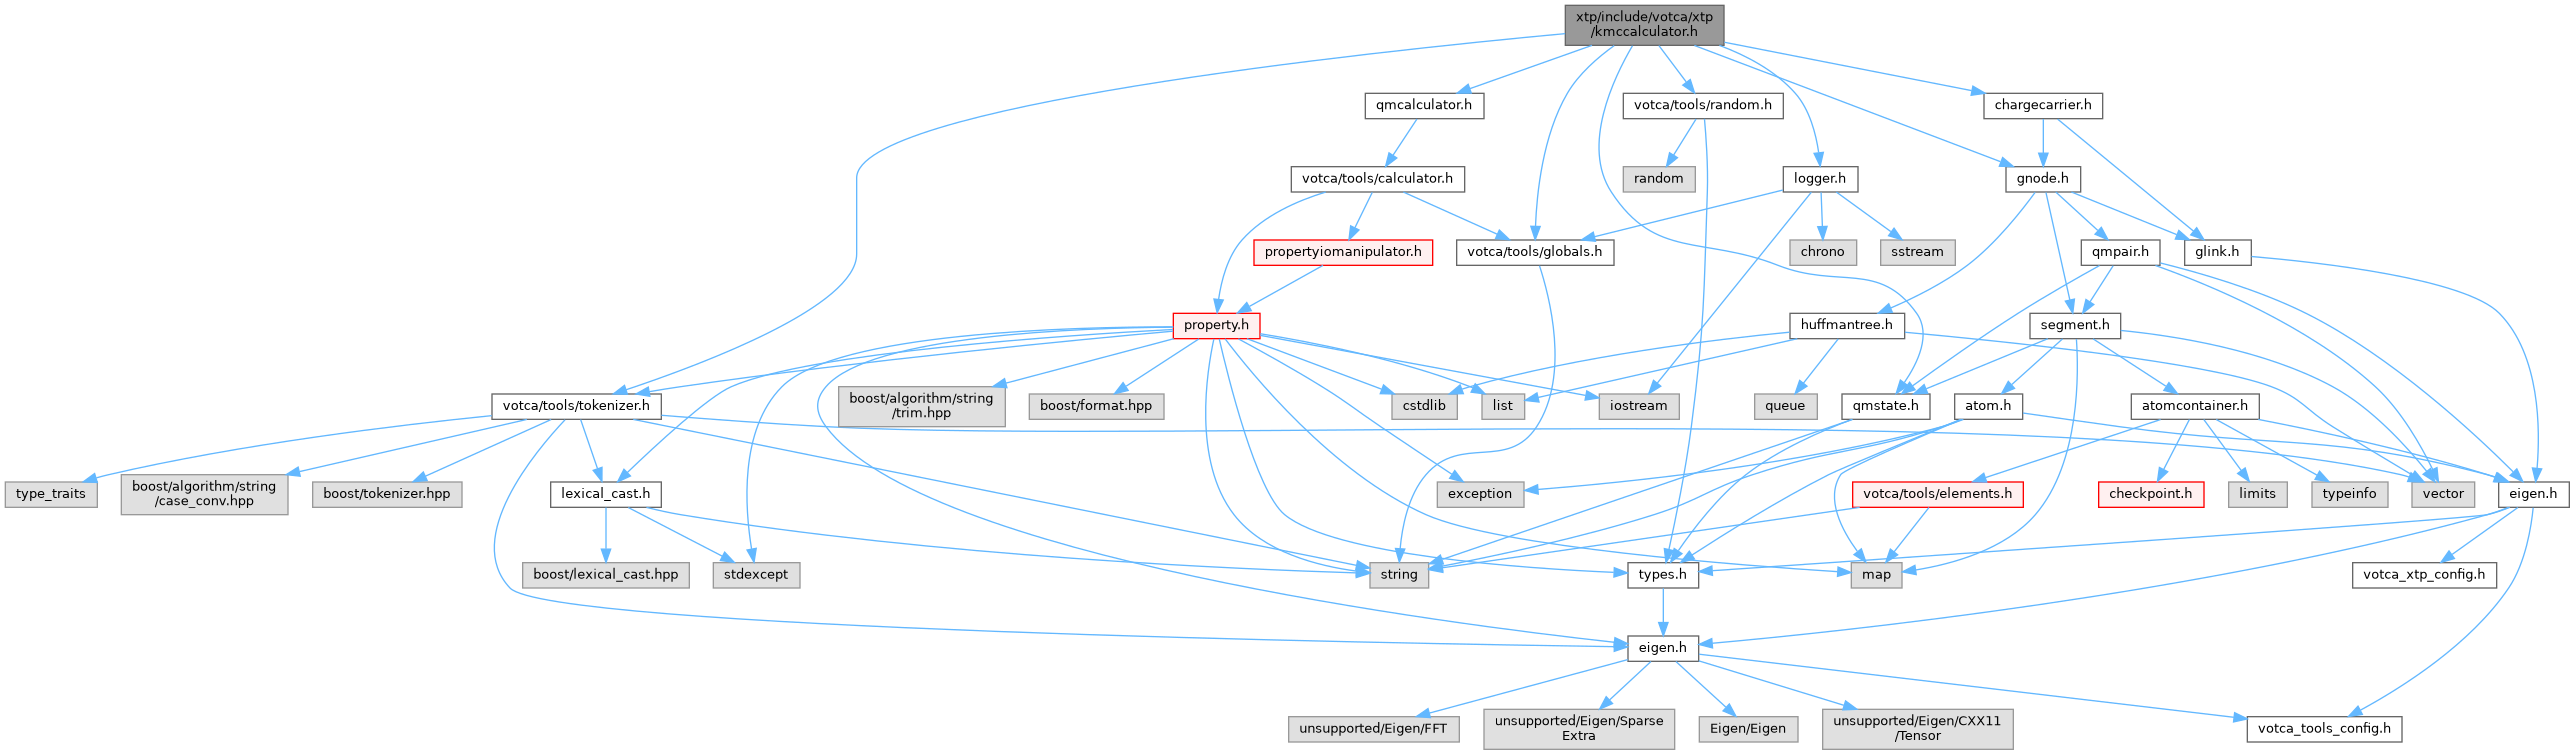 xtp/include/votca/xtp
/kmccalculator.h
qmcalculator.h
votca/tools/random.h
chargecarrier.h
votca/tools/calculator.h
random
logger.h
gnode.h
propertyiomanipulator.h
votca/tools/globals.h
chrono
sstream
qmpair.h
glink.h
property.h
huffmantree.h
segment.h
votca/tools/tokenizer.h
boost/algorithm/string
/trim.hpp
boost/format.hpp
cstdlib
list
iostream
queue
qmstate.h
atom.h
atomcontainer.h
type_traits
boost/algorithm/string
/case_conv.hpp
boost/tokenizer.hpp
lexical_cast.h
exception
votca/tools/elements.h
checkpoint.h
limits
typeinfo
vector
eigen.h
boost/lexical_cast.hpp
stdexcept
string
types.h
map
votca_xtp_config.h
eigen.h
unsupported/Eigen/FFT
unsupported/Eigen/Sparse
Extra
Eigen/Eigen
unsupported/Eigen/CXX11
/Tensor
votca_tools_config.h